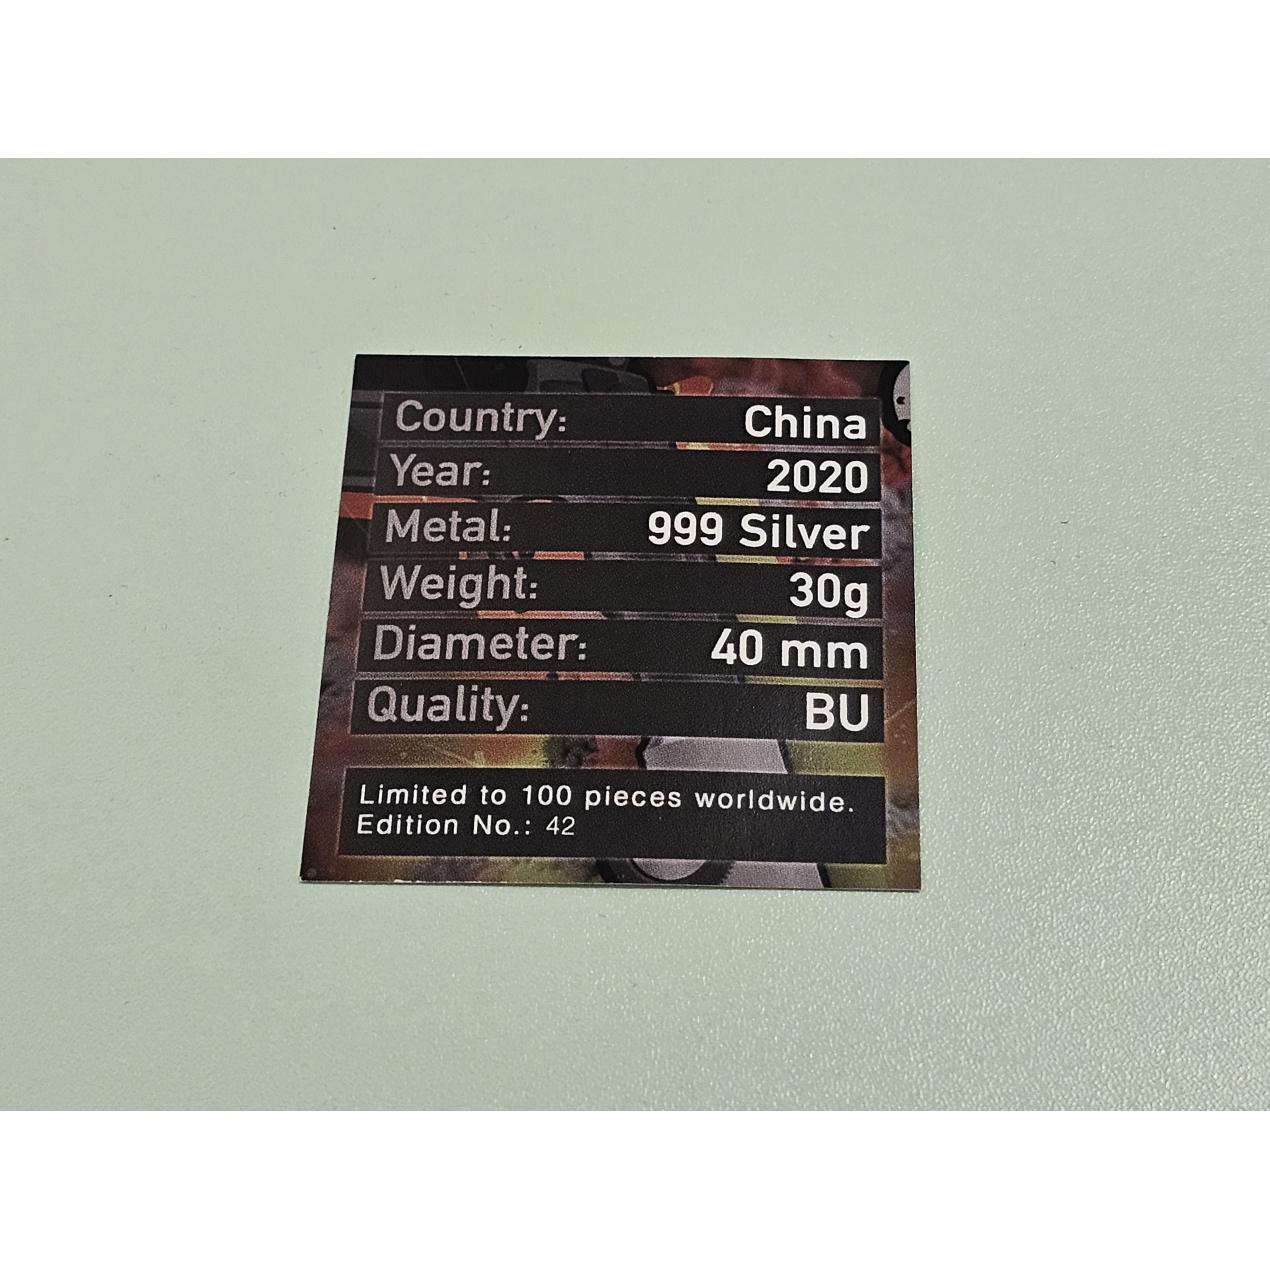 Country: China
Year: 2020
Metal: 999 Silver
Weight: 30g
Diameter: 40 mm
Quality: BU
Limited to 100 pieces worldwide.
Edition No.: 42